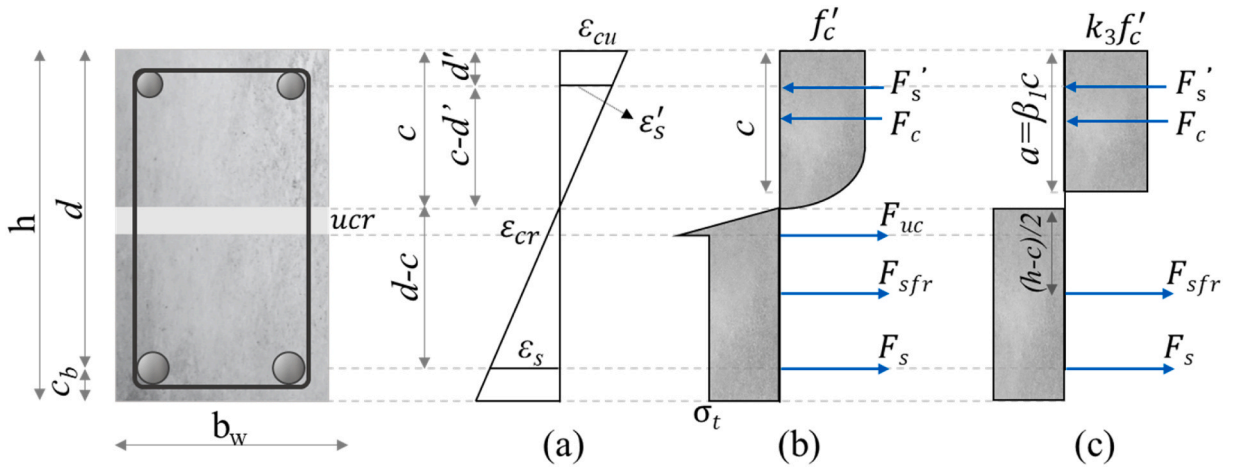 h
d
c_b
b_w
ucr
c
d'
c-d'
d-c
ε_cu
ε_s'
ε_cr
ε_s
(a)
f_c'
c
F_s'
F_c
F_uc
F_sfr
F_s
σ_t
(b)
k_3f_c'
a=β_1c
F_s'
F_c
(h-c)/2
F_sfr
F_s
(c)